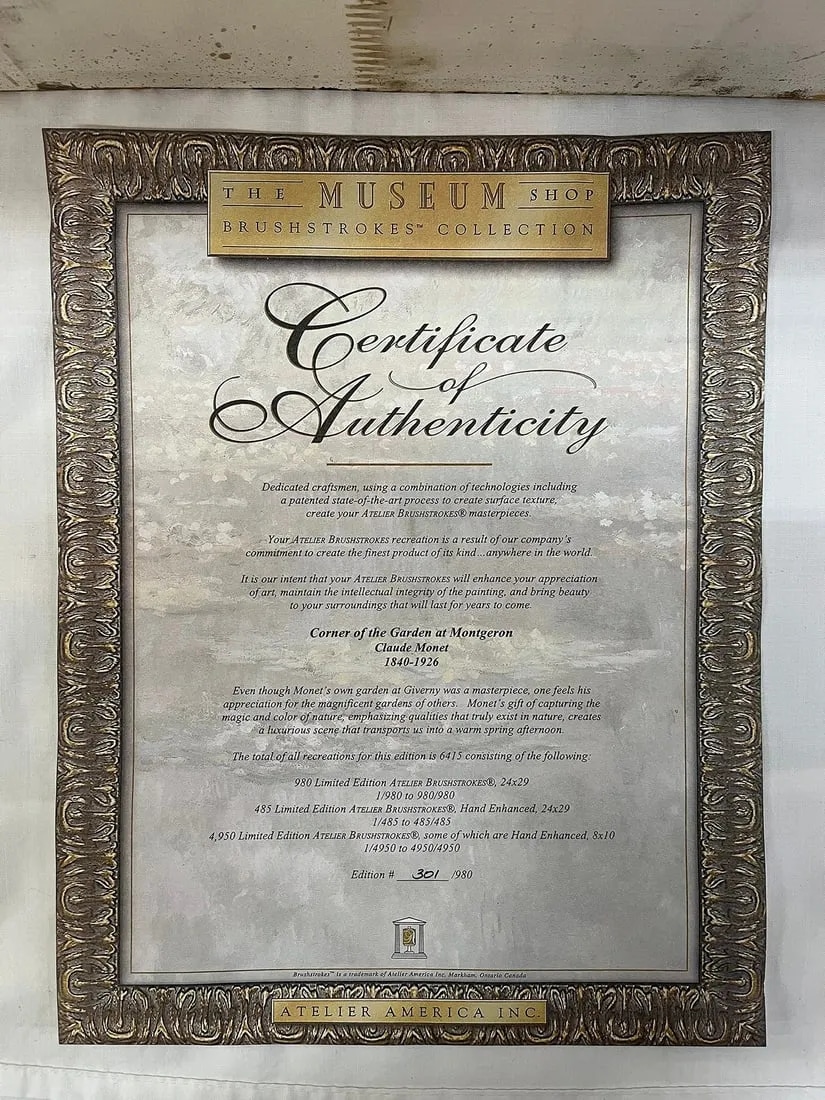 THE MUSEUM SHOP
BRUSHSTROKES™ COLLECTION
Certificate
of
Authenticity
Dedicated craftsmen, using a combination of technologies including
a patented state-of-the-art process to create surface texture,
create your ATELIER BRUSHSTROKES® masterpieces.
Your ATELIER BRUSHSTROKES recreation is a result of our company's
commitment to create the finest product of its kind...anywhere in the world.
It is our intent that your ATELIER BRUSHSTROKES will enhance your appreciation
of art, maintain the intellectual integrity of the painting, and bring beauty
to your surroundings that will last for years to come.
Corner of the Garden at Montgeron
Claude Monet
1840-1926
Even though Monet's own garden at Giverny was a masterpiece, one feels his
appreciation for the magnificent gardens of others. Monet's gift of capturing the
magic and color of nature, emphasizing qualities that truly exist in nature, creates
a luxurious scene that transports us into a warm spring afternoon.
The total of all recreations for this edition is 6415 consisting of the following:
980 Limited Edition ATELIER BRUSHSTROKES®, 24x29
1/980 to 980/980
485 Limited Edition ATELIER BRUSHSTROKES®, Hand Enhanced, 24x29
1/485 to 485/485
4,950 Limited Edition ATELIER BRUSHSTROKES®, some of which are Hand Enhanced, 8x10
1/4950 to 4950/4950
Edition # 301 /980
Brushstrokes™ is a trademark of Atelier America Inc. Markham, Ontario Canada
ATELIER AMERICA INC.